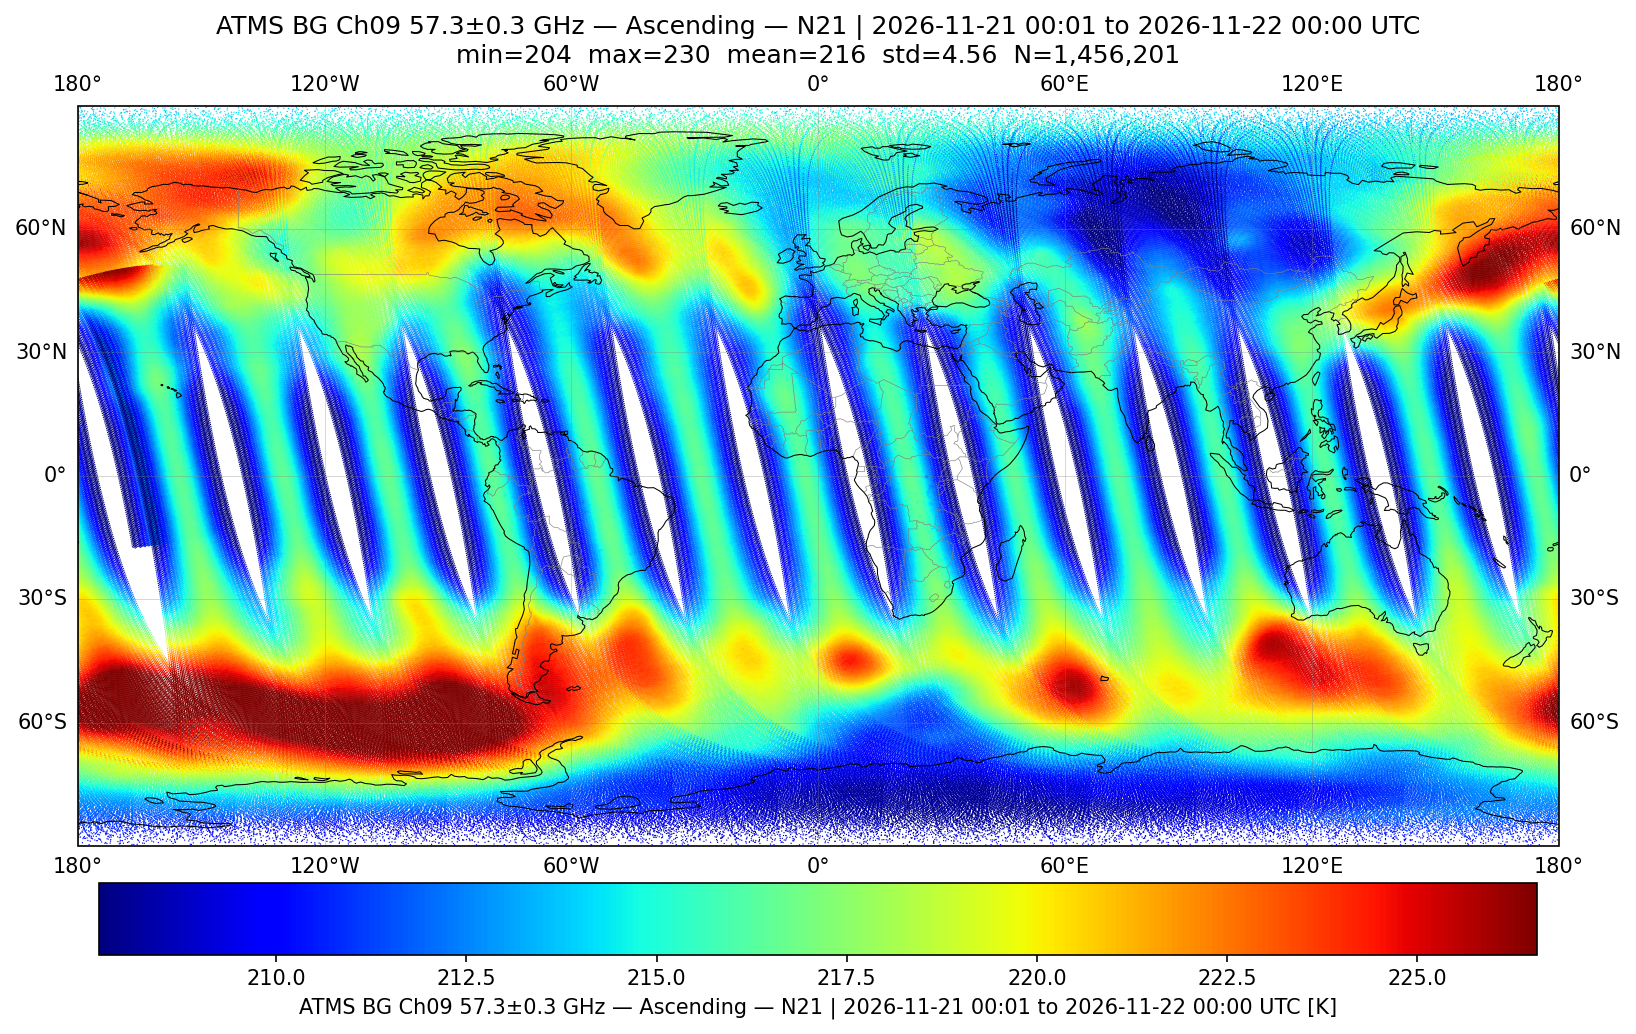 ATMS BG Ch09 57.3±0.3 GHz — Ascending — N21 | 2026-11-21 00:01 to 2026-11-22 00:00 UTC
min=204 max=230 mean=216 std=4.56 N=1,456,201
180° 120°W 60°W 0° 60°E 120°E 180°
60°N 60°N
30°N 30°N
0° 0°
30°S 30°S
60°S 60°S
180° 120°W 60°W 0° 60°E 120°E 180°
210.0 212.5 215.0 217.5 220.0 222.5 225.0
ATMS BG Ch09 57.3±0.3 GHz — Ascending — N21 | 2026-11-21 00:01 to 2026-11-22 00:00 UTC [K]